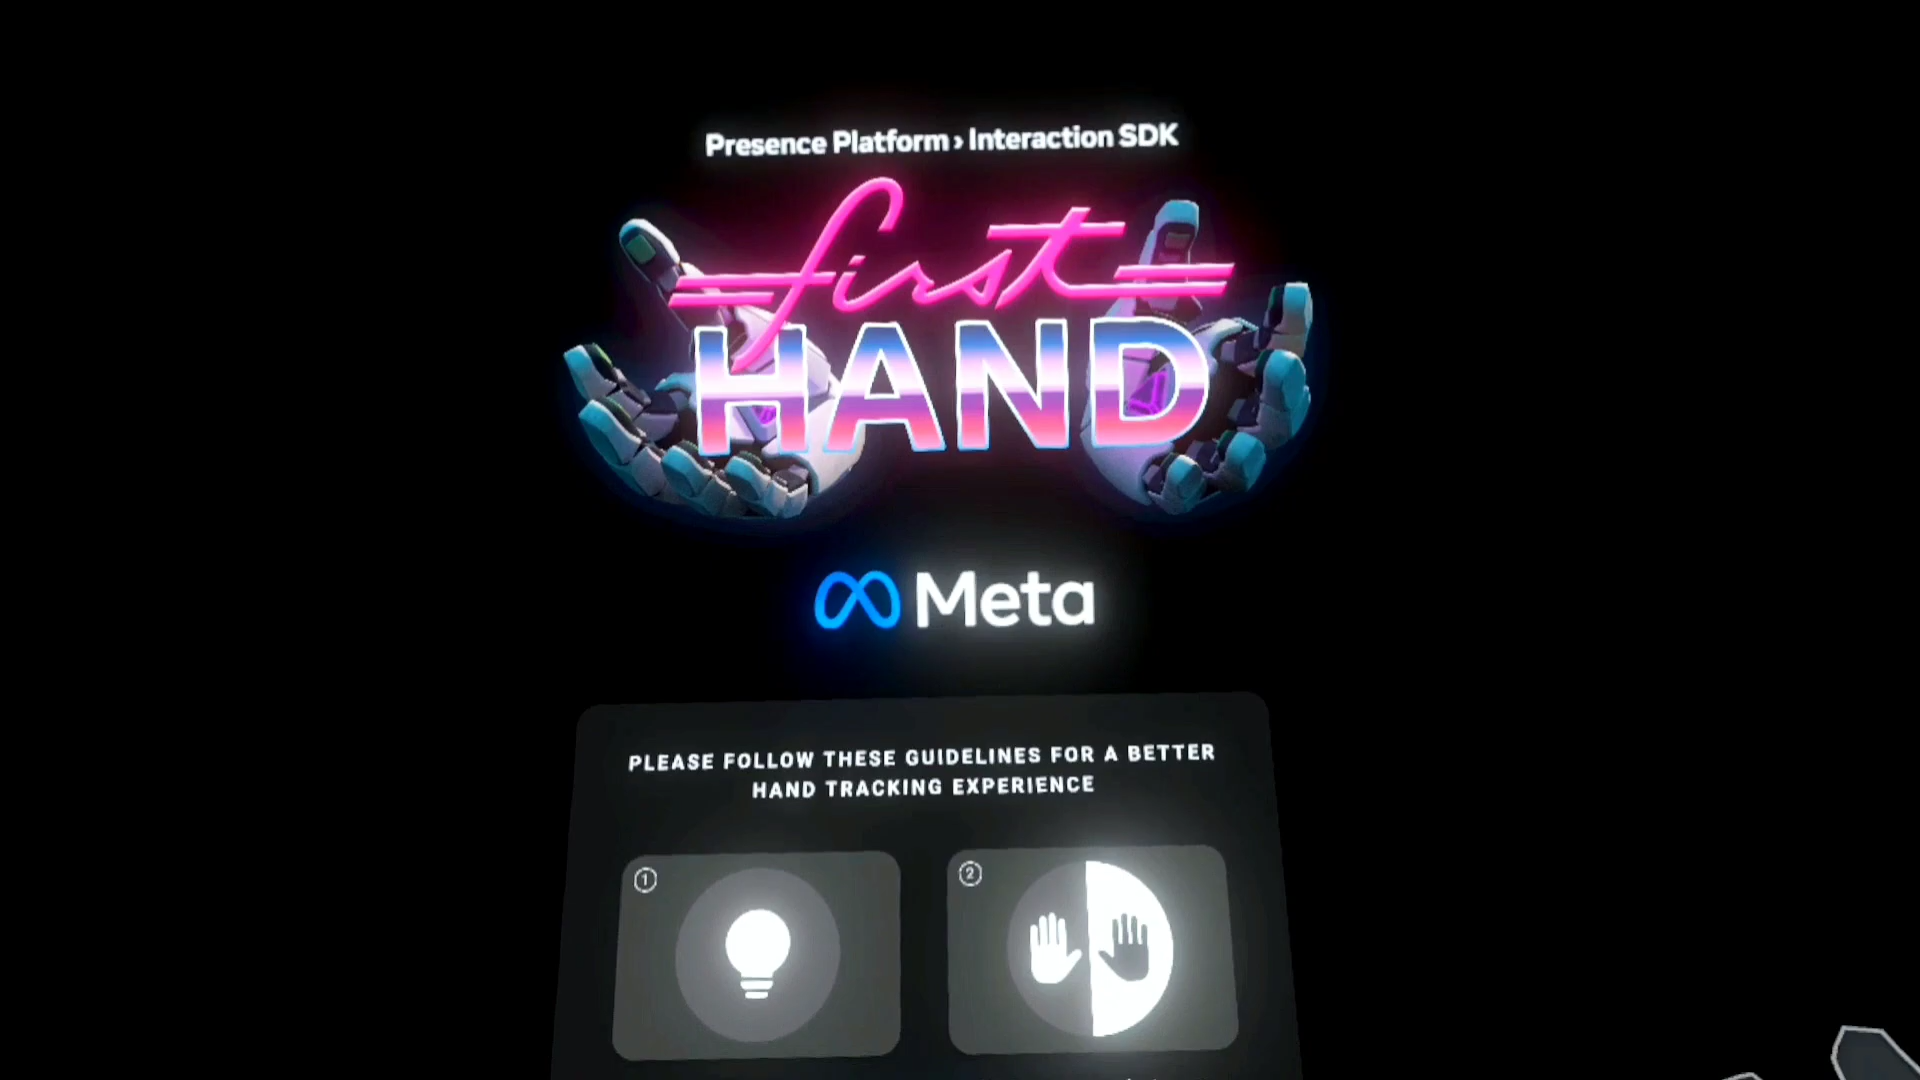 Presence Platform › Interaction SDK
first
HAND
Meta
PLEASE FOLLOW THESE GUIDELINES FOR A BETTER
HAND TRACKING EXPERIENCE
1
2